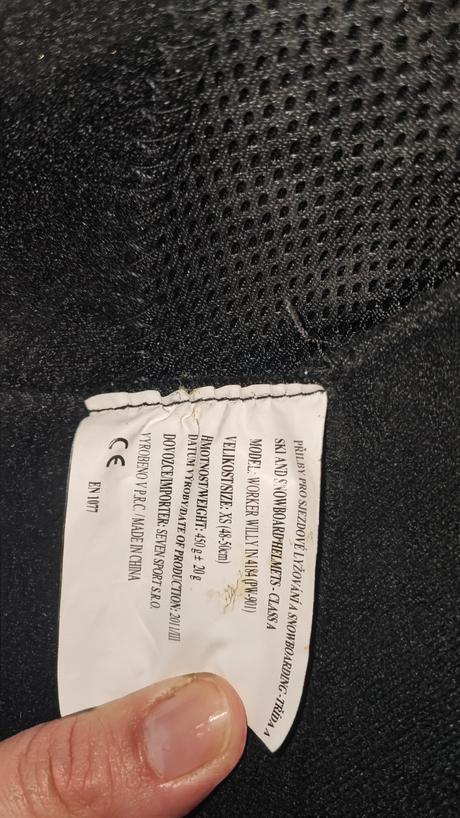 PŘILBY PRO SJEZDOVÉ LYŽOVÁNÍ A SNOWBOARDING - TŘÍDA A
SKI AND SNOWBOARD HELMETS - CLASS A
MODEL: WORKER WILLY IN 4184 (PW-901)
VELIKOST/SIZE: XS (48-50cm)
HMOTNOST/WEIGHT: 450 g ± 20 g
DATUM VÝROBY/DATE OF PRODUCTION: 2011/III
DOVOZCE/IMPORTER: SEVEN SPORT S.R.O.
VYROBENO V P.R.C. /MADE IN CHINA
CE EN 1077